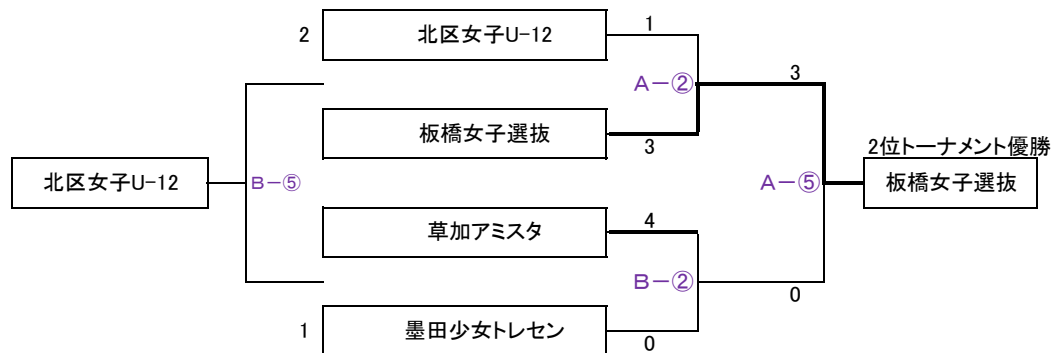 2
北区女子U-12
1
A-②
3
板橋女子選抜
3
2位トーナメント優勝
北区女子U-12
B-⑤
A-⑤
板橋女子選抜
草加アミスタ
4
B-②
0
1
墨田少女トレセン
0